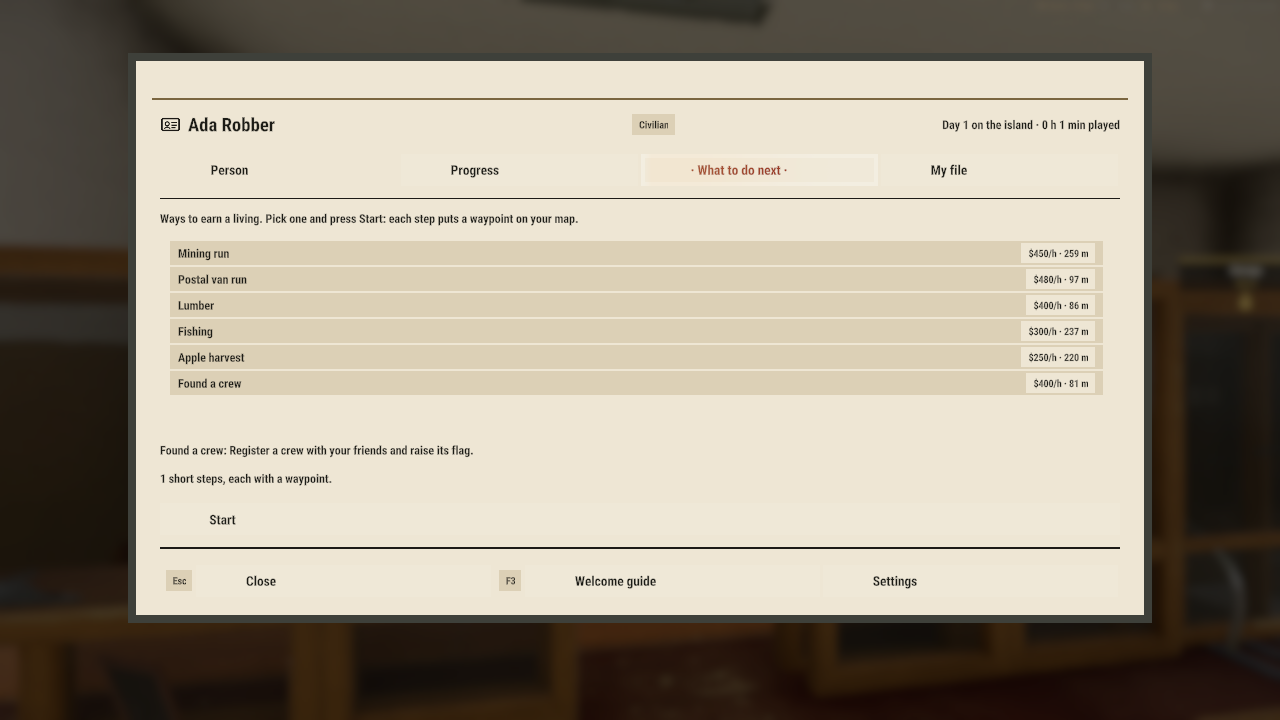 Ada Robber
Civilian
Day 1 on the island · 0 h 1 min played
Person
Progress
· What to do next ·
My file
Ways to earn a living. Pick one and press Start: each step puts a waypoint on your map.
Mining run $450/h · 259 m
Postal van run $480/h · 97 m
Lumber $400/h · 86 m
Fishing $300/h · 237 m
Apple harvest $250/h · 220 m
Found a crew $400/h · 81 m
Found a crew: Register a crew with your friends and raise its flag.
1 short steps, each with a waypoint.
Start
Esc Close
F3 Welcome guide
Settings